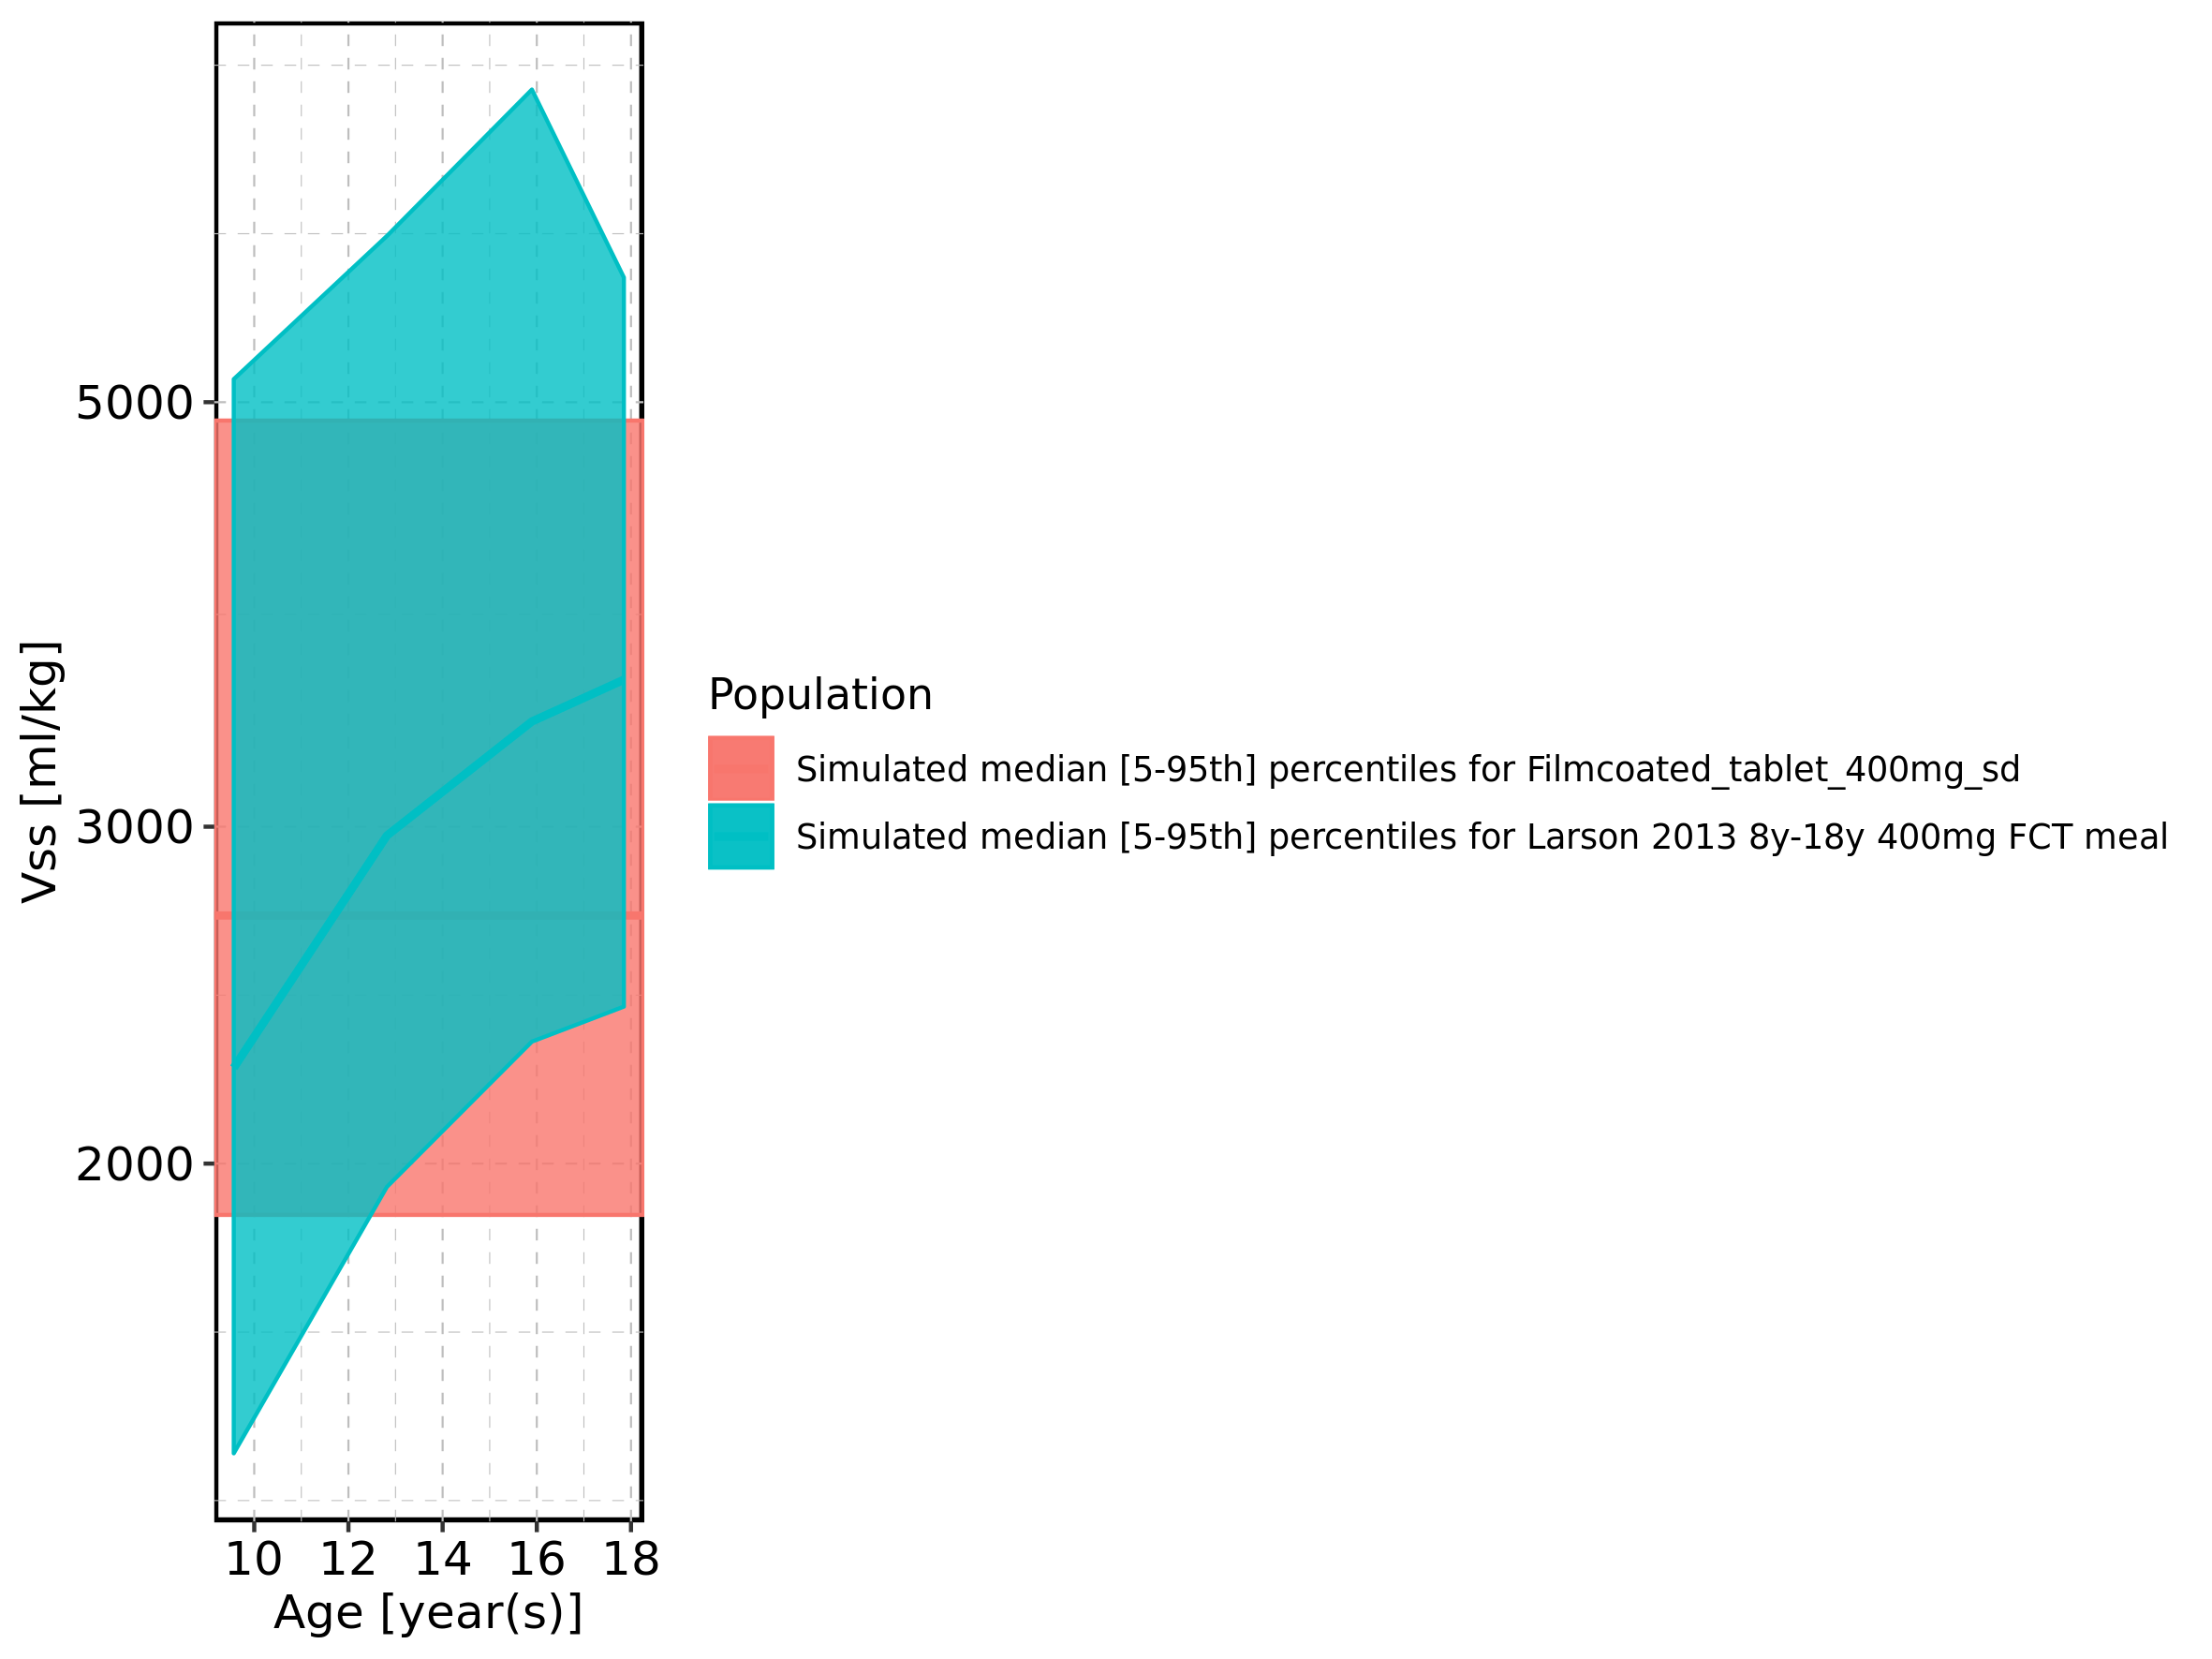 5000
3000
2000
Vss [ml/kg]
10 12 14 16 18
Age [year(s)]
Population
Simulated median [5-95th] percentiles for Filmcoated_tablet_400mg_sd
Simulated median [5-95th] percentiles for Larson 2013 8y-18y 400mg FCT meal